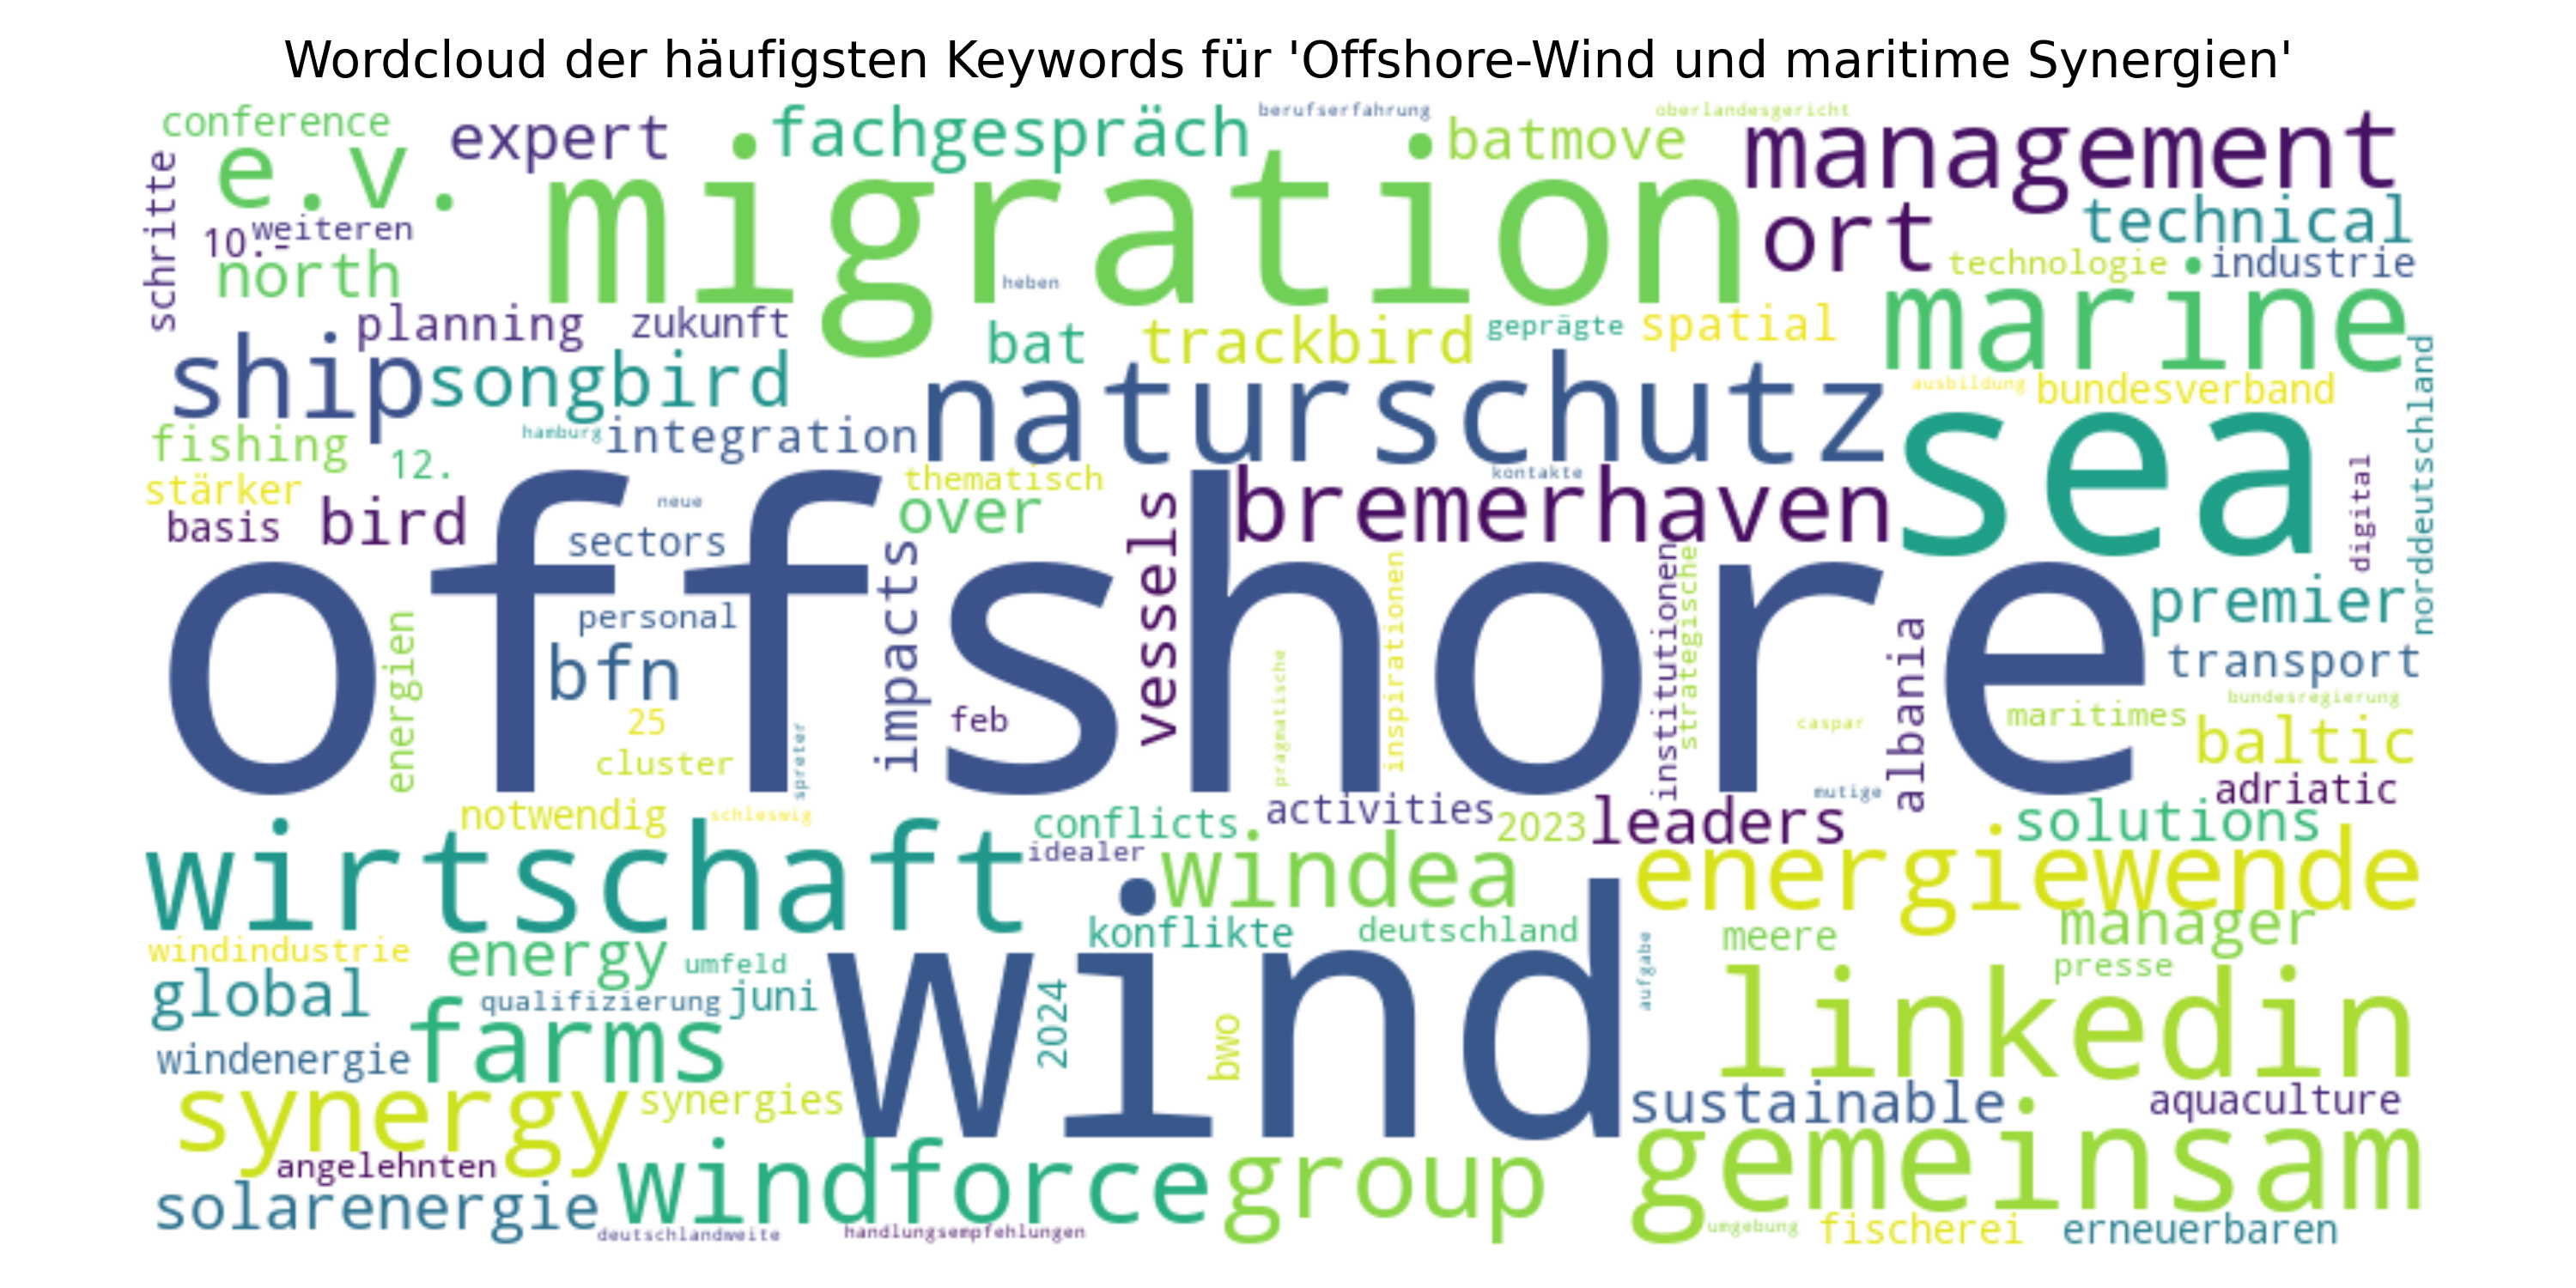 Wordcloud der häufigsten Keywords für 'Offshore-Wind und maritime Synergien'
conference
expert
fachgespräch
berufserfahrung
batmove
oberlandesgericht
management
e.v.
migration
schritte
10.-
weiteren
north
heben
ort
technical
technologie
industrie
planning
zukunft
bat
trackbird
geprägte
spatial
marine
ship
songbird
naturschutz
ausbildung
bundesverband
norddeutschland
fishing
hamburg
integration
sea
12.
stärker
neue
thematisch
kontakte
digital
basis
bird
sectors
over
vessels
bremerhaven
offshore
impacts
personal
energien
bfn
inspirationen
institutionen
strategische
premier
transport
albania
pragmatische
feb
25
cluster
spreter
caspar
maritimes
bundesregierung
baltic
mutige
adriatic
notwendig
schleswig
conflicts
activities
2023
leaders
solutions
wirtschaft
idealer
windea
energiewende
windindustrie
energy
umfeld
konflikte
deutschland
meere
manager
presse
aufgabe
global
qualifizierung
juni
wind
2024
bwo
linkedin
windenergie
farms
synergy
synergies
sustainable
aquaculture
angelehnten
windforce
group
gemeinsam
solarenergie
deutschlandweite
handlungsempfehlungen
umgebung
fischerei
erneuerbaren